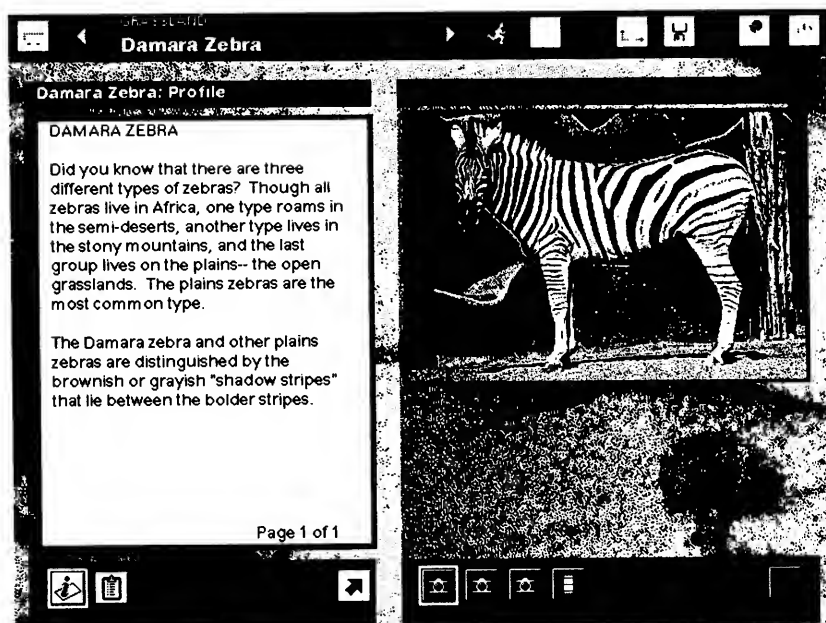 GRASSLAND
Damara Zebra
Damara Zebra: Profile
DAMARA ZEBRA
Did you know that there are three
different types of zebras? Though all
zebras live in Africa, one type roams in
the semi-deserts, another type lives in
the stony mountains, and the last
group lives on the plains-- the open
grasslands. The plains zebras are the
most common type.
The Damara zebra and other plains
zebras are distinguished by the
brownish or grayish "shadow stripes"
that lie between the bolder stripes.
Page 1 of 1